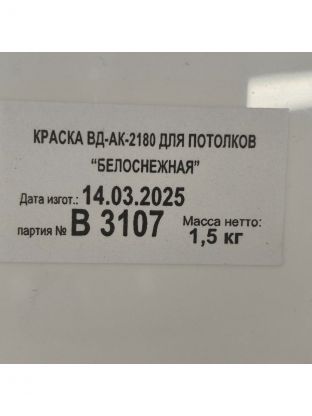 КРАСКА ВД-АК-2180 ДЛЯ ПОТОЛКОВ
“БЕЛОСНЕЖНАЯ”
Дата изгот.: 14.03.2025
партия № В 3107 Масса нетто:
1,5 кг